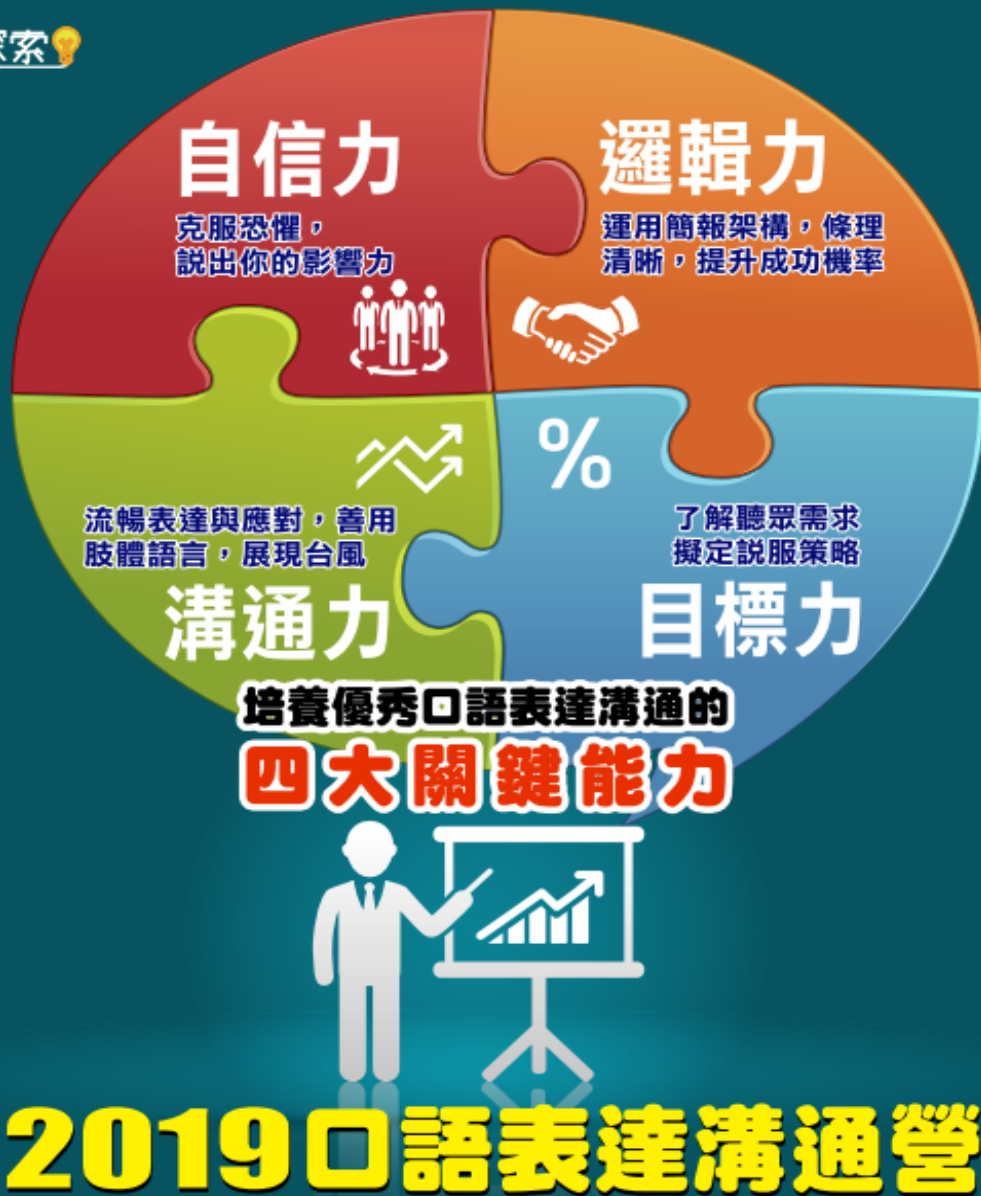 探索
自信力
克服恐懼，
說出你的影響力
邏輯力
運用簡報架構，條理
清晰，提升成功機率
%
流暢表達與應對，善用
肢體語言，展現台風
溝通力
了解聽眾需求
擬定說服策略
目標力
培養優秀口語表達溝通的
四大關鍵能力
2019口語表達溝通營